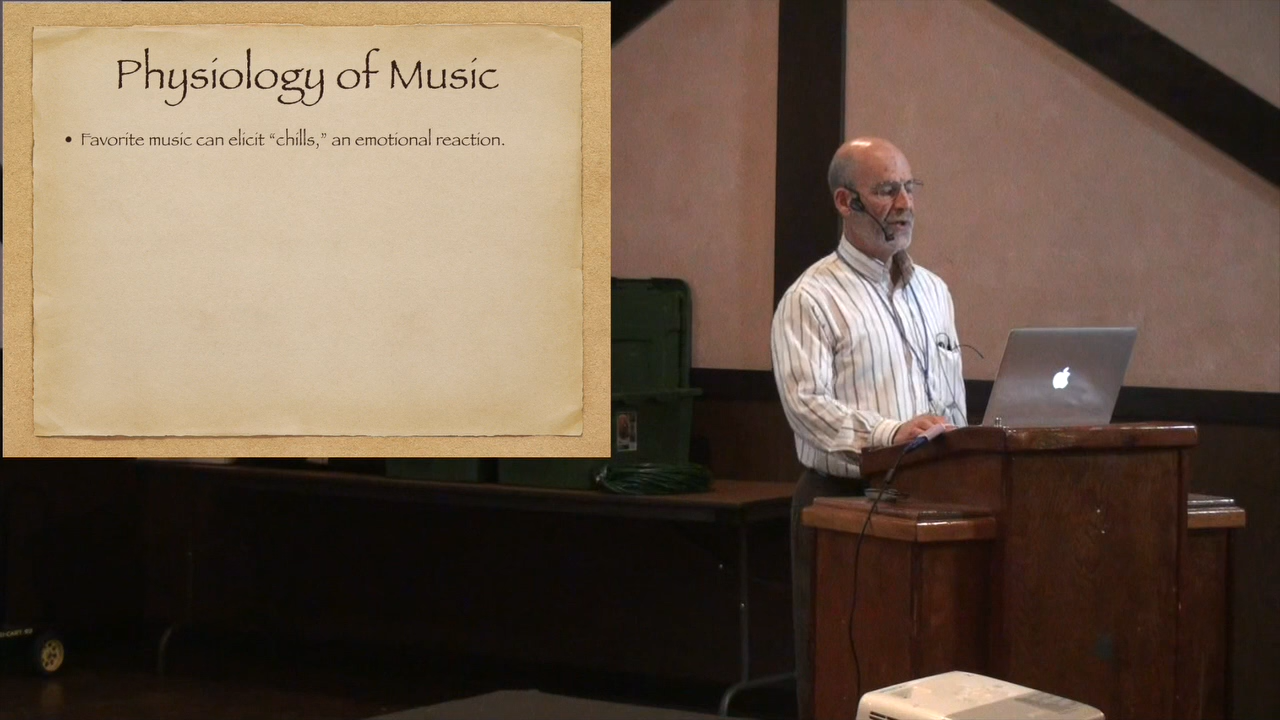 Physiology of Music
• Favorite music can elicit “chills,” an emotional reaction.